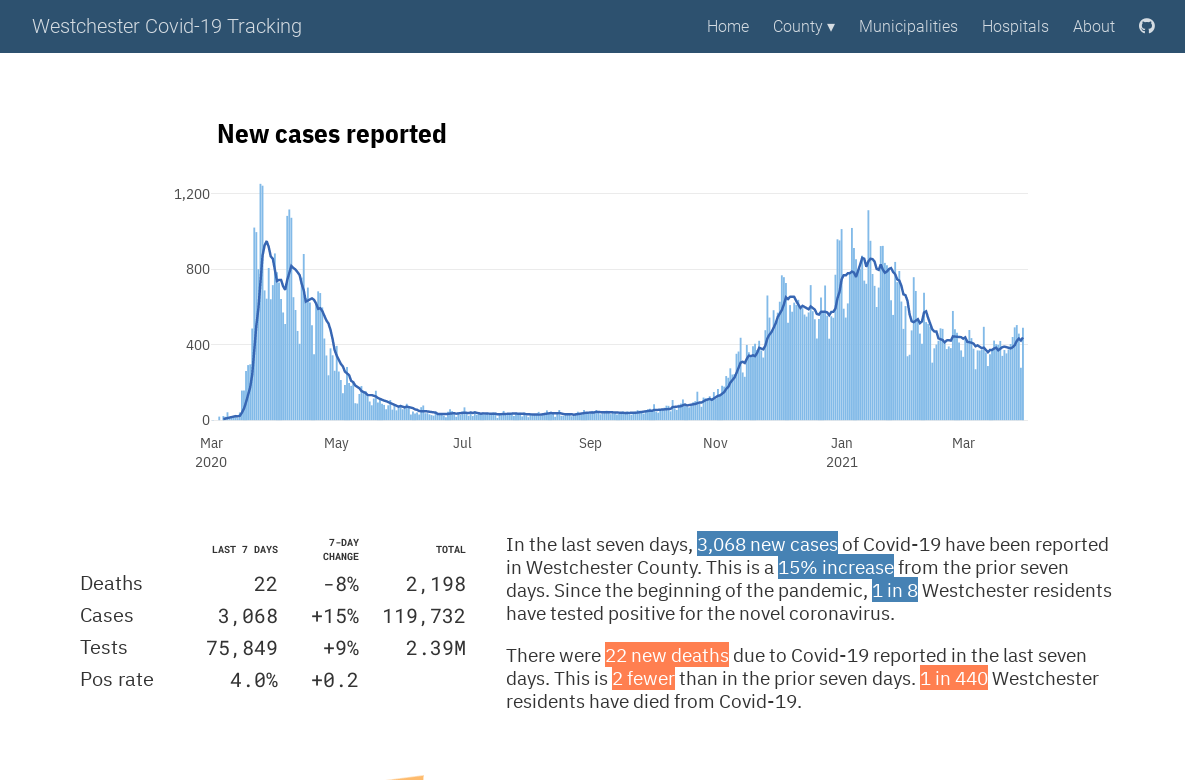 Westchester Covid-19 Tracking
Home County ▾ Municipalities Hospitals About
New cases reported
1,200
800
400
0
Mar May Jul Sep Nov Jan Mar
2020 2021
LAST 7 DAYS 7-DAY CHANGE TOTAL
Deaths 22 -8% 2,198
Cases 3,068 +15% 119,732
Tests 75,849 +9% 2.39M
Pos rate 4.0% +0.2
In the last seven days, 3,068 new cases of Covid-19 have been reported
in Westchester County. This is a 15% increase from the prior seven
days. Since the beginning of the pandemic, 1 in 8 Westchester residents
have tested positive for the novel coronavirus.
There were 22 new deaths due to Covid-19 reported in the last seven
days. This is 2 fewer than in the prior seven days. 1 in 440 Westchester
residents have died from Covid-19.